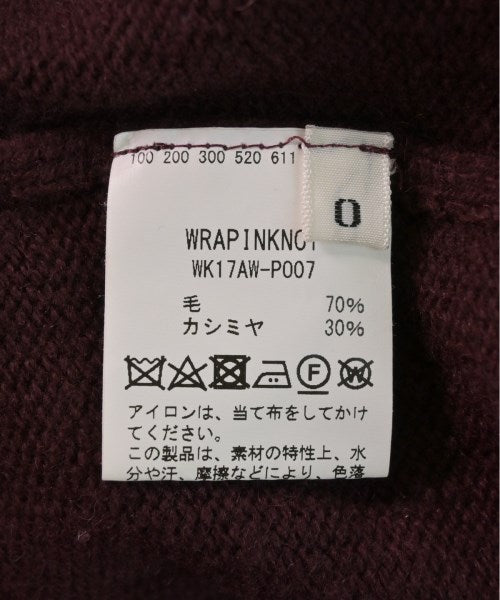 100 200 300 520 611
0
WRAPINKNOT
WK17AW-P007
毛 70%
カシミヤ 30%
F W
アイロンは、当て布をしてかけ
てください。
この製品は、素材の特性上、水
分や汗、摩擦などにより、色落